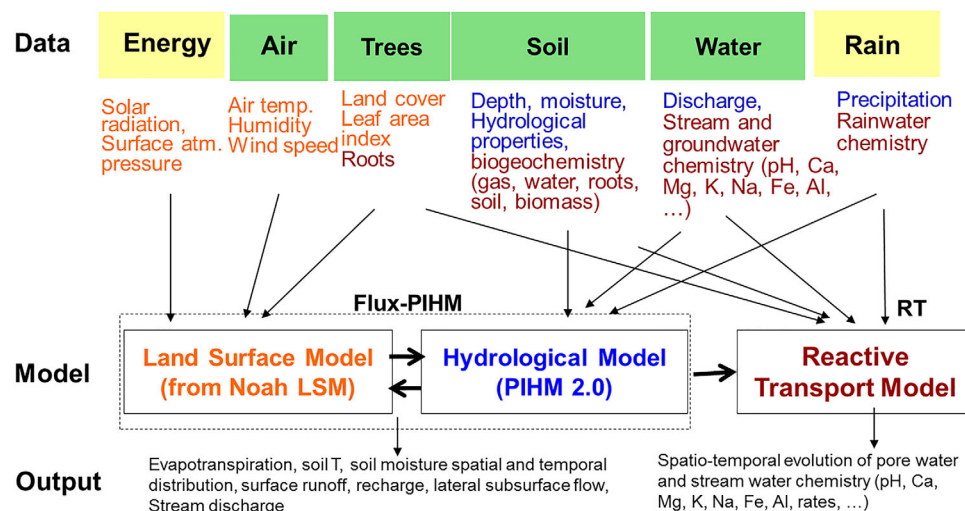 Data
Energy
Air
Trees
Soil
Water
Rain
Solar
radiation,
Surface atm.
pressure
Air temp.
Humidity
Wind speed
Land cover
Leaf area
index
Roots
Depth, moisture,
Hydrological
properties,
biogeochemistry
(gas, water, roots,
soil, biomass)
Discharge,
Stream and
groundwater
chemistry (pH, Ca,
Mg, K, Na, Fe, Al,
…)
Precipitation
Rainwater
chemistry
Flux-PIHM
RT
Model
Land Surface Model
(from Noah LSM)
Hydrological Model
(PIHM 2.0)
Reactive
Transport Model
Output
Evapotranspiration, soil T, soil moisture spatial and temporal
distribution, surface runoff, recharge, lateral subsurface flow,
Stream discharge
Spatio-temporal evolution of pore water
and stream water chemistry (pH, Ca,
Mg, K, Na, Fe, Al, rates, …)